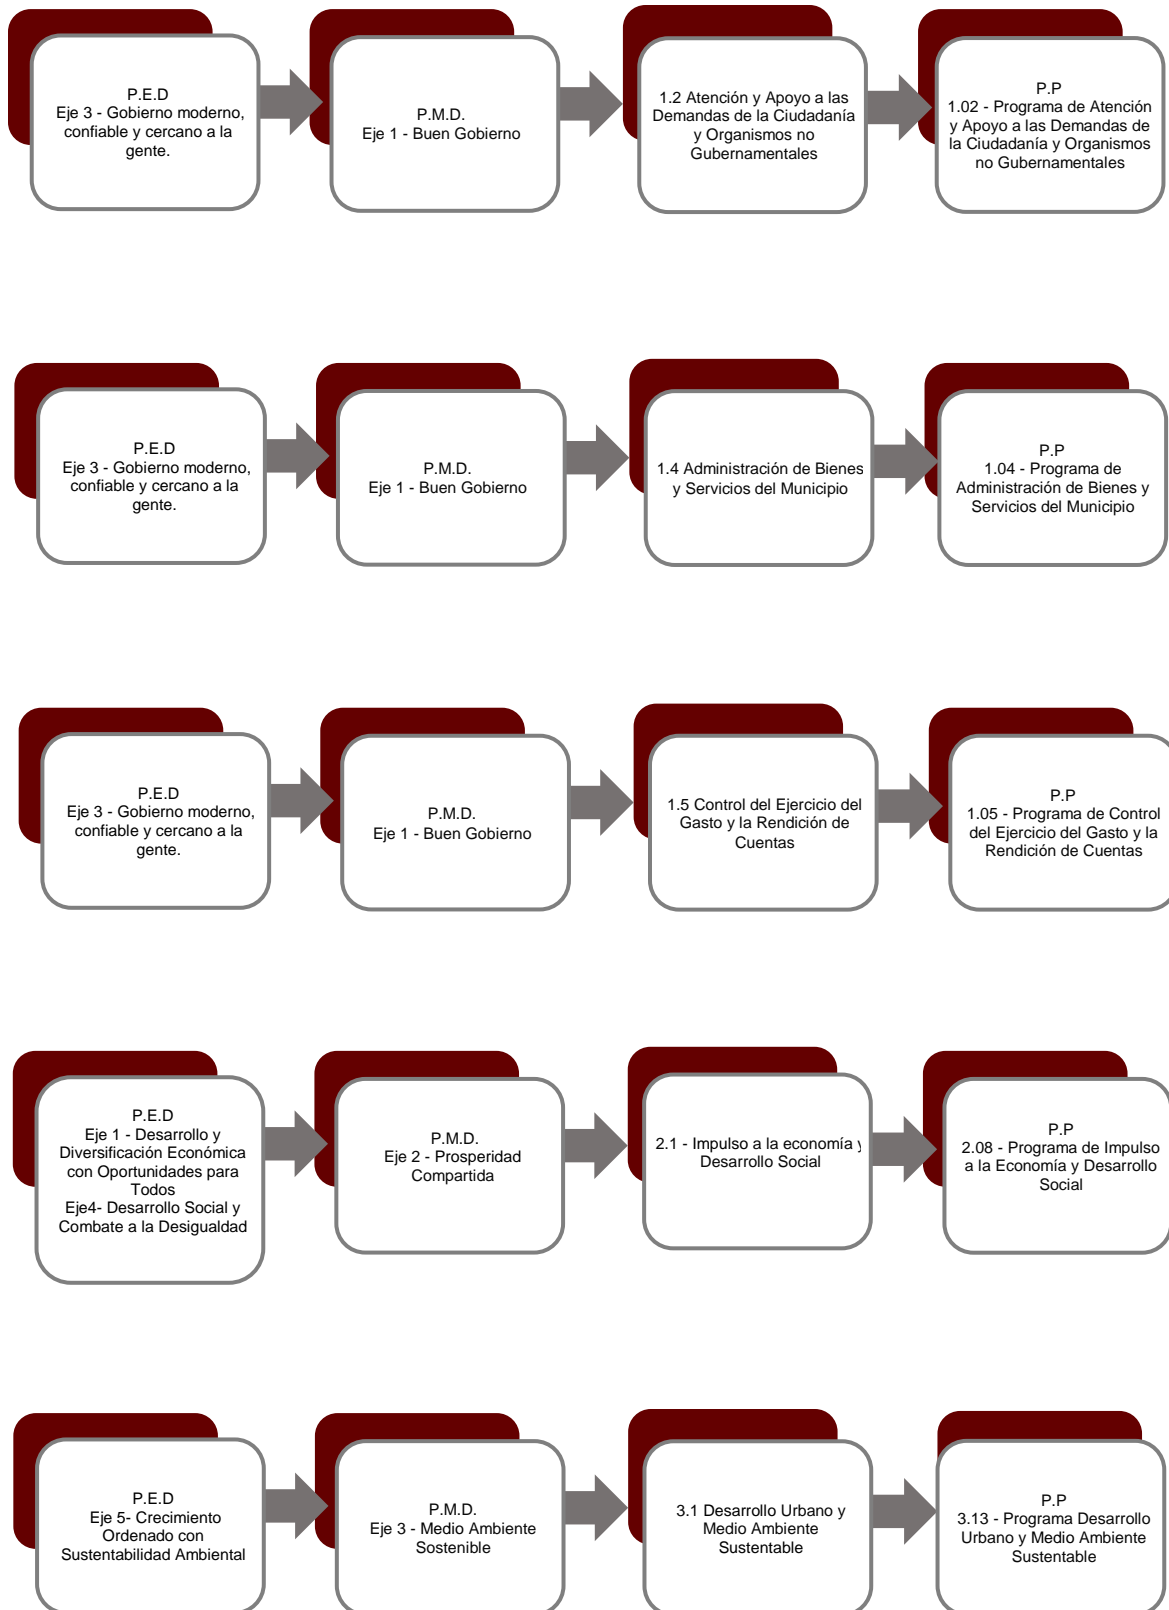 P.E.D
Eje 3 - Gobierno moderno,
confiable y cercano a la
gente.
P.M.D.
Eje 1 - Buen Gobierno
1.2 Atención y Apoyo a las
Demandas de la Ciudadanía
y Organismos no
Gubernamentales
P.P
1.02 - Programa de Atención
y Apoyo a las Demandas de
la Ciudadanía y Organismos
no Gubernamentales
P.E.D
Eje 3 - Gobierno moderno,
confiable y cercano a la
gente.
P.M.D.
Eje 1 - Buen Gobierno
1.4 Administración de Bienes
y Servicios del Municipio
P.P
1.04 - Programa de
Administración de Bienes y
Servicios del Municipio
P.E.D
Eje 3 - Gobierno moderno,
confiable y cercano a la
gente.
P.M.D.
Eje 1 - Buen Gobierno
1.5 Control del Ejercicio del
Gasto y la Rendición de
Cuentas
P.P
1.05 - Programa de Control
del Ejercicio del Gasto y la
Rendición de Cuentas
P.E.D
Eje 1 - Desarrollo y
Diversificación Económica
con Oportunidades para
Todos
Eje4- Desarrollo Social y
Combate a la Desigualdad
P.M.D.
Eje 2 - Prosperidad
Compartida
2.1 - Impulso a la economía y
Desarrollo Social
P.P
2.08 - Programa de Impulso
a la Economía y Desarrollo
Social
P.E.D
Eje 5- Crecimiento
Ordenado con
Sustentabilidad Ambiental
P.M.D.
Eje 3 - Medio Ambiente
Sostenible
3.1 Desarrollo Urbano y
Medio Ambiente
Sustentable
P.P
3.13 - Programa Desarrollo
Urbano y Medio Ambiente
Sustentable